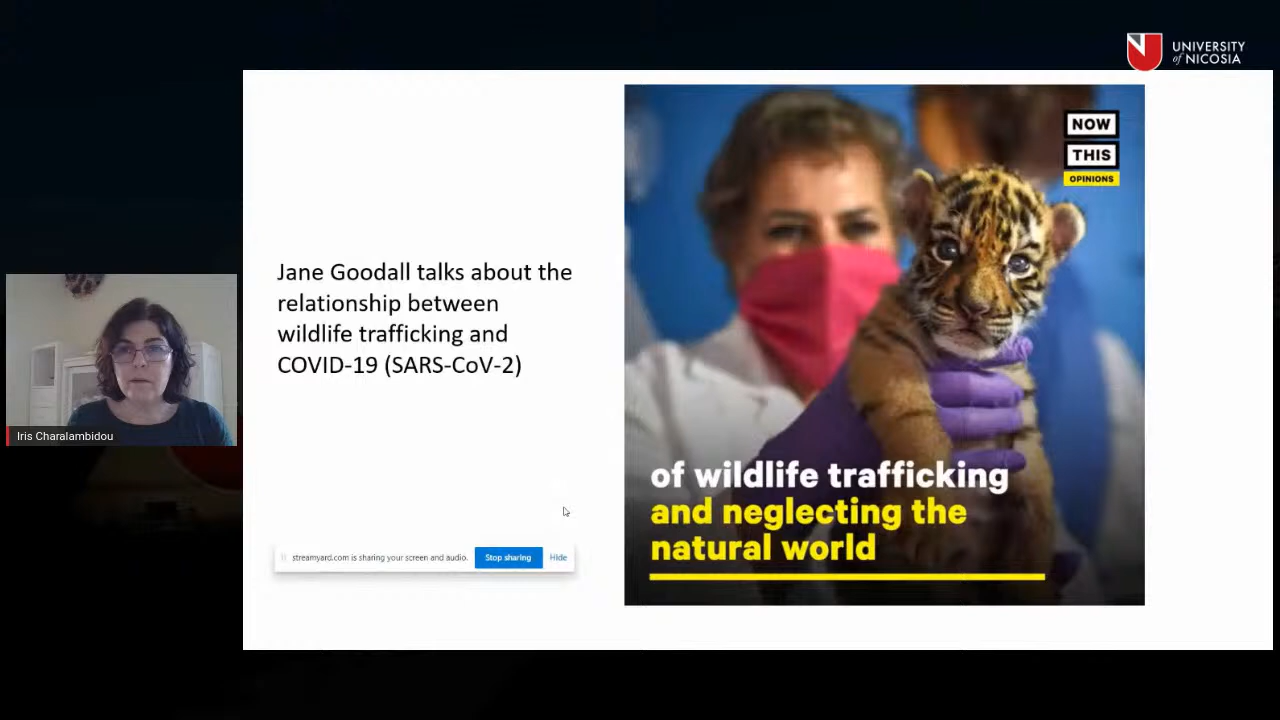 UNIVERSITY
of NICOSIA
NOW
THIS
OPINIONS
Jane Goodall talks about the
relationship between
wildlife trafficking and
COVID-19 (SARS-CoV-2)
Iris Charalambidou
of wildlife trafficking
and neglecting the
natural world
streamyard.com is sharing your screen and audio.
Stop sharing
Hide